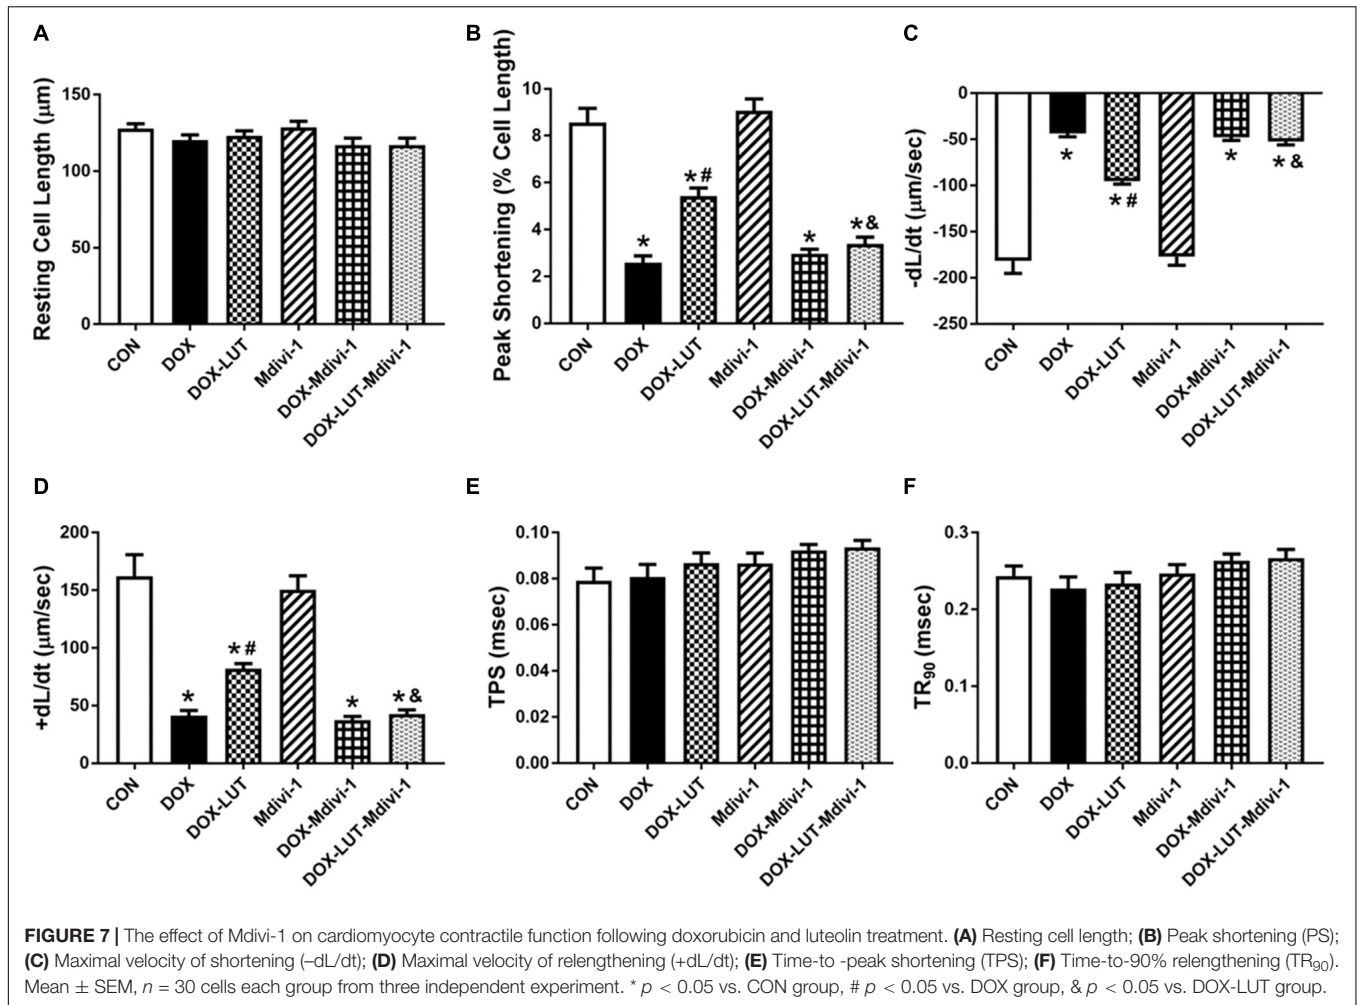 A
Resting Cell Length (μm)
150
100
50
0
CON
DOX
DOX-LUT
Mdivi-1
DOX-Mdivi-1
DOX-LUT-Mdivi-1
B
Peak Shortening (% Cell Length)
10
8
6
4
2
0
*
*#
*
*&
CON
DOX
DOX-LUT
Mdivi-1
DOX-Mdivi-1
DOX-LUT-Mdivi-1
C
-dL/dt (μm/sec)
0
-50
-100
-150
-200
-250
*
*#
*
*&
CON
DOX
DOX-LUT
Mdivi-1
DOX-Mdivi-1
DOX-LUT-Mdivi-1
D
+dL/dt (μm/sec)
200
150
100
50
0
*
*#
*
*&
CON
DOX
DOX-LUT
Mdivi-1
DOX-Mdivi-1
DOX-LUT-Mdivi-1
E
TPS (msec)
0.10
0.08
0.06
0.04
0.02
0.00
CON
DOX
DOX-LUT
Mdivi-1
DOX-Mdivi-1
DOX-LUT-Mdivi-1
F
TR90 (msec)
0.3
0.2
0.1
0.0
CON
DOX
DOX-LUT
Mdivi-1
DOX-Mdivi-1
DOX-LUT-Mdivi-1
FIGURE 7 | The effect of Mdivi-1 on cardiomyocyte contractile function following doxorubicin and luteolin treatment. (A) Resting cell length; (B) Peak shortening (PS);
(C) Maximal velocity of shortening (–dL/dt); (D) Maximal velocity of relengthening (+dL/dt); (E) Time-to -peak shortening (TPS); (F) Time-to-90% relengthening (TR90).
Mean ± SEM, n = 30 cells each group from three independent experiment. * p < 0.05 vs. CON group, # p < 0.05 vs. DOX group, & p < 0.05 vs. DOX-LUT group.